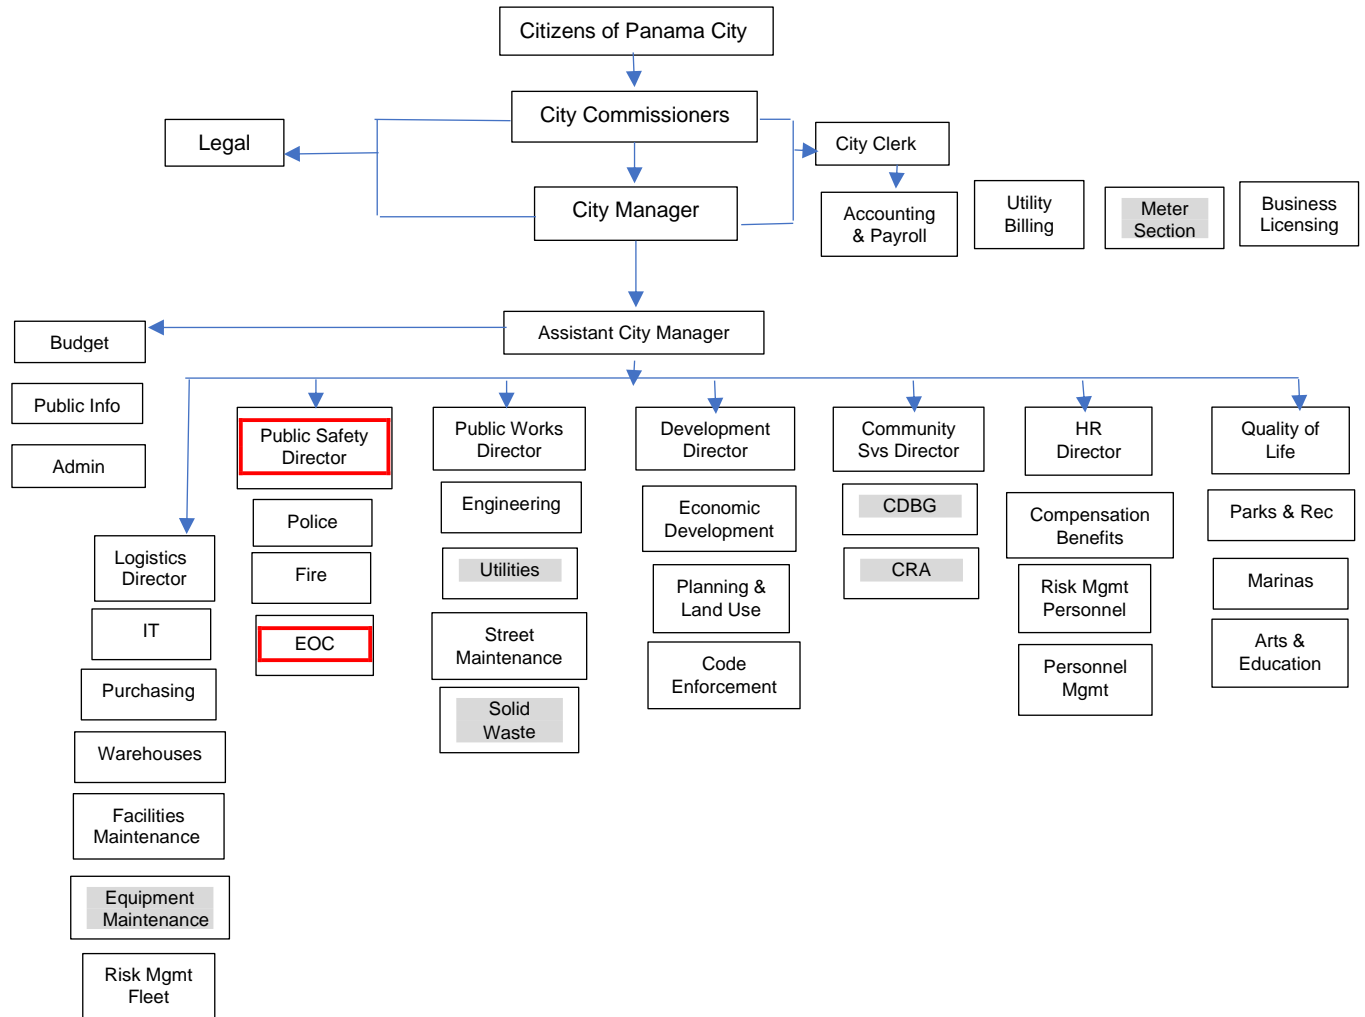 Citizens of Panama City
City Commissioners
Legal
City Clerk
City Manager
Accounting
& Payroll
Utility
Billing
Meter
Section
Business
Licensing
Assistant City Manager
Budget
Public Info
Admin
Public Safety
Director
Public Works
Director
Development
Director
Community
Svs Director
HR
Director
Quality of
Life
Police
Fire
EOC
Engineering
Utilities
Street
Maintenance
Solid
Waste
Economic
Development
Planning &
Land Use
Code
Enforcement
CDBG
CRA
Compensation
Benefits
Risk Mgmt
Personnel
Personnel
Mgmt
Parks & Rec
Marinas
Arts &
Education
Logistics
Director
IT
Purchasing
Warehouses
Facilities
Maintenance
Equipment
Maintenance
Risk Mgmt
Fleet